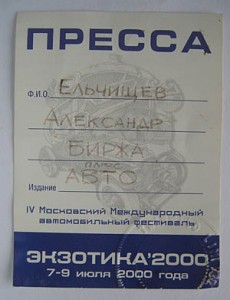 ПРЕССА
Ф.И.О. ЕЛЬЧИЩЕВ
АЛЕКСАНДР
БИРЖА
ПЛЮС
Издание АВТО
IV Московский Международный
автомобильный фестиваль
ЭКЗОТИКА'2000
7-9 июля 2000 года